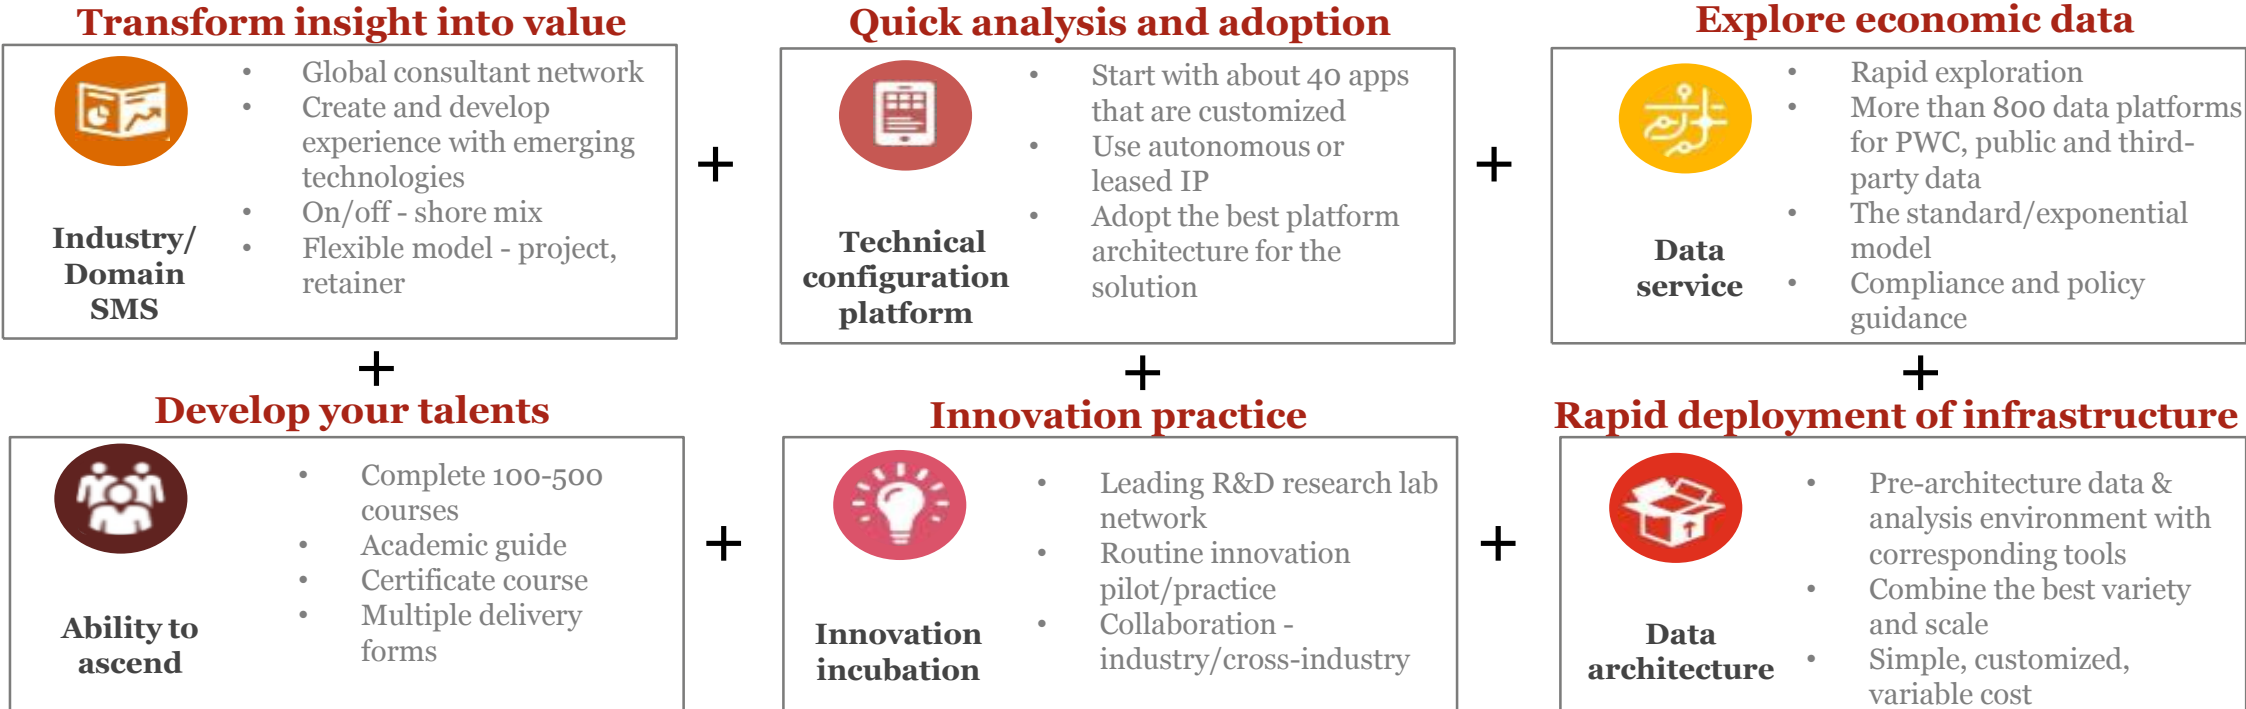 Transform insight into value
• Global consultant network
• Create and develop
experience with emerging
technologies
• On/off - shore mix
• Flexible model - project,
retainer
Industry/
Domain
SMS
+
Quick analysis and adoption
• Start with about 40 apps
that are customized
• Use autonomous or
leased IP
• Adopt the best platform
architecture for the
solution
Technical
configuration
platform
+
Explore economic data
• Rapid exploration
• More than 800 data platforms
for PWC, public and third-
party data
• The standard/exponential
model
• Compliance and policy
guidance
Data
service
+
+
+
Develop your talents
• Complete 100-500
courses
• Academic guide
• Certificate course
• Multiple delivery
forms
Ability to
ascend
+
Innovation practice
• Leading R&D research lab
network
• Routine innovation
pilot/practice
• Collaboration -
industry/cross-industry
Innovation
incubation
+
Rapid deployment of infrastructure
• Pre-architecture data &
analysis environment with
corresponding tools
• Combine the best variety
and scale
• Simple, customized,
variable cost
Data
architecture